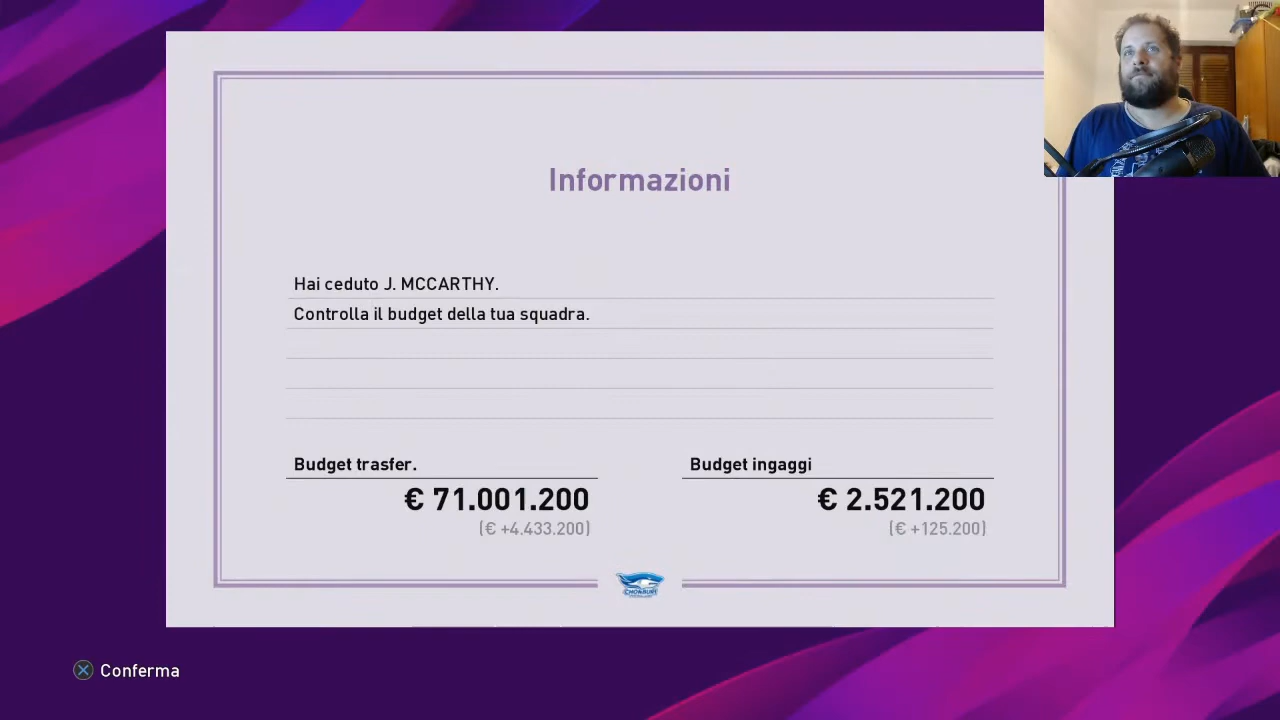 Informazioni
Hai ceduto J. MCCARTHY.
Controlla il budget della tua squadra.
Budget trasfer.
€ 71.001.200
(€ +4.433.200)
Budget ingaggi
€ 2.521.200
(€ +125.200)
CHONBURI
Conferma